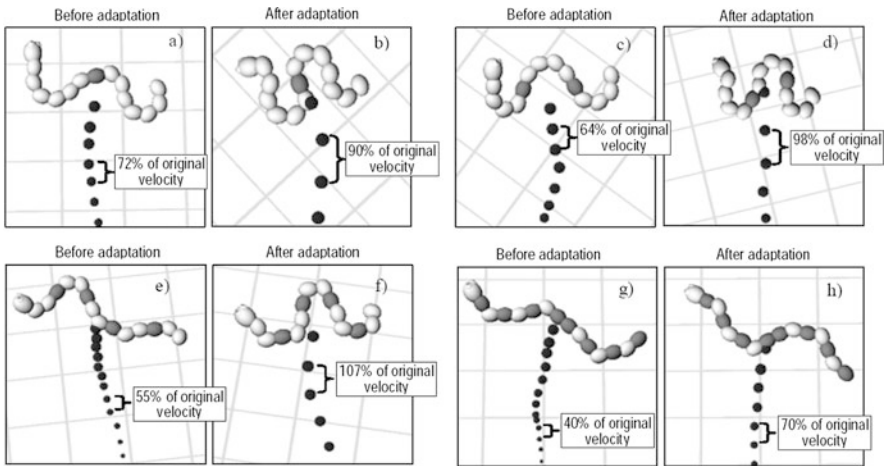 Before adaptation
After adaptation
Before adaptation
After adaptation
a)
b)
c)
d)
72% of original
velocity
90% of original
velocity
64% of original
velocity
98% of original
velocity
Before adaptation
After adaptation
Before adaptation
After adaptation
e)
f)
g)
h)
55% of original
velocity
107% of original
velocity
40% of original
velocity
70% of original
velocity